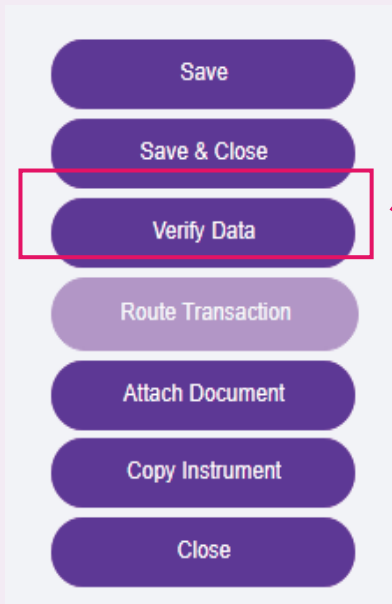 Save
Save & Close
Verify Data
Route Transaction
Attach Document
Copy Instrument
Close